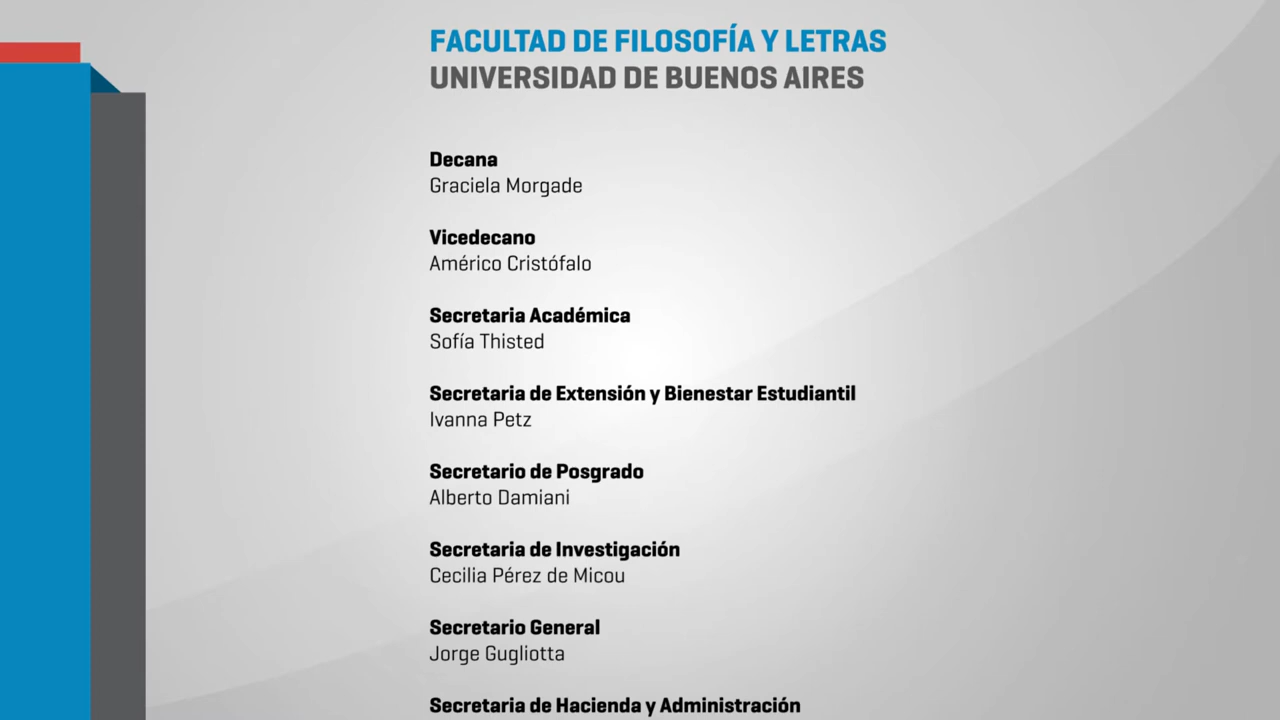 FACULTAD DE FILOSOFÍA Y LETRAS
UNIVERSIDAD DE BUENOS AIRES
Decana
Graciela Morgade
Vicedecano
Américo Cristófalo
Secretaria Académica
Sofía Thisted
Secretaria de Extensión y Bienestar Estudiantil
Ivanna Petz
Secretario de Posgrado
Alberto Damiani
Secretaria de Investigación
Cecilia Pérez de Micou
Secretario General
Jorge Gugliotta
Secretaria de Hacienda y Administración